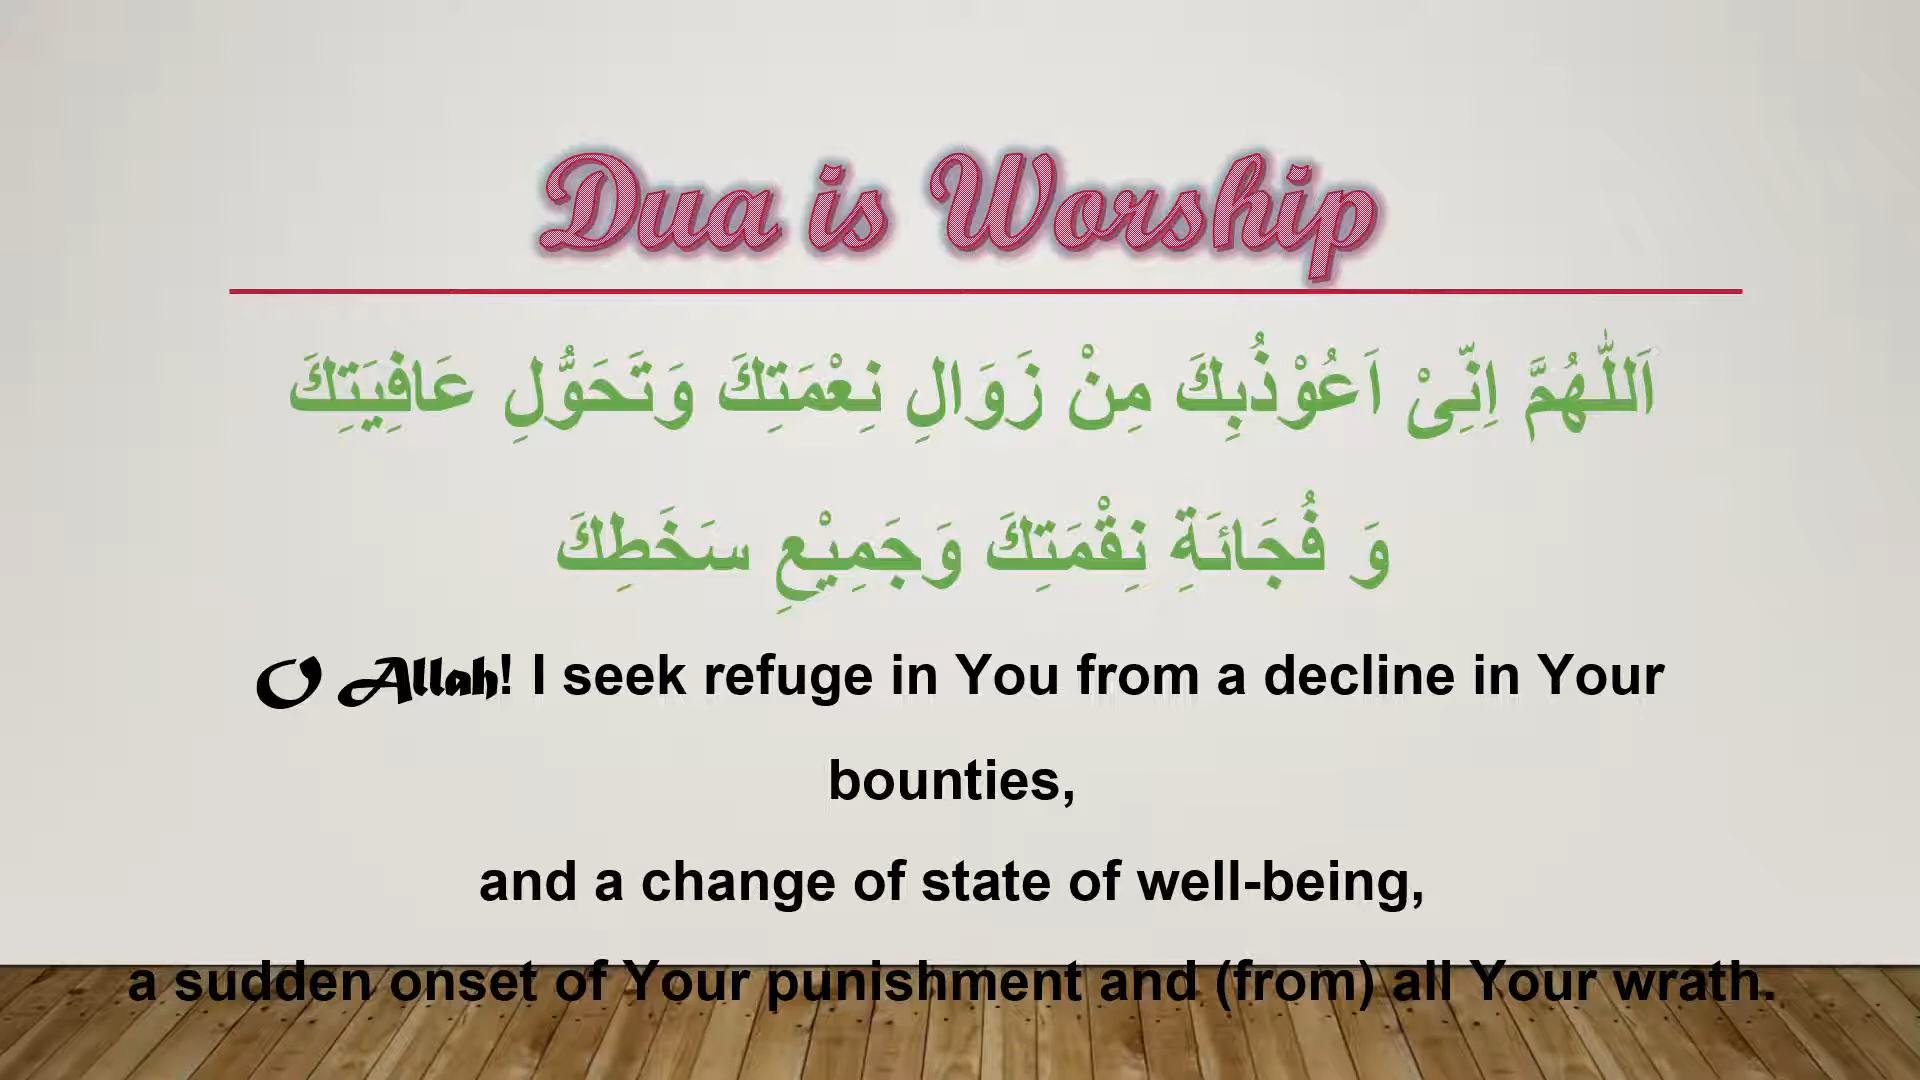 Dua is Worship
اَللّٰهُمَّ اِنِّىْ اَعُوْذُبِكَ مِنْ زَوَالِ نِعْمَتِكَ وَتَحَوُّلِ عَافِيَتِكَ
وَ فُجَائَةِ نِقْمَتِكَ وَجَمِيْعِ سَخَطِكَ
O Allah! I seek refuge in You from a decline in Your
bounties,
and a change of state of well-being,
a sudden onset of Your punishment and (from) all Your wrath.